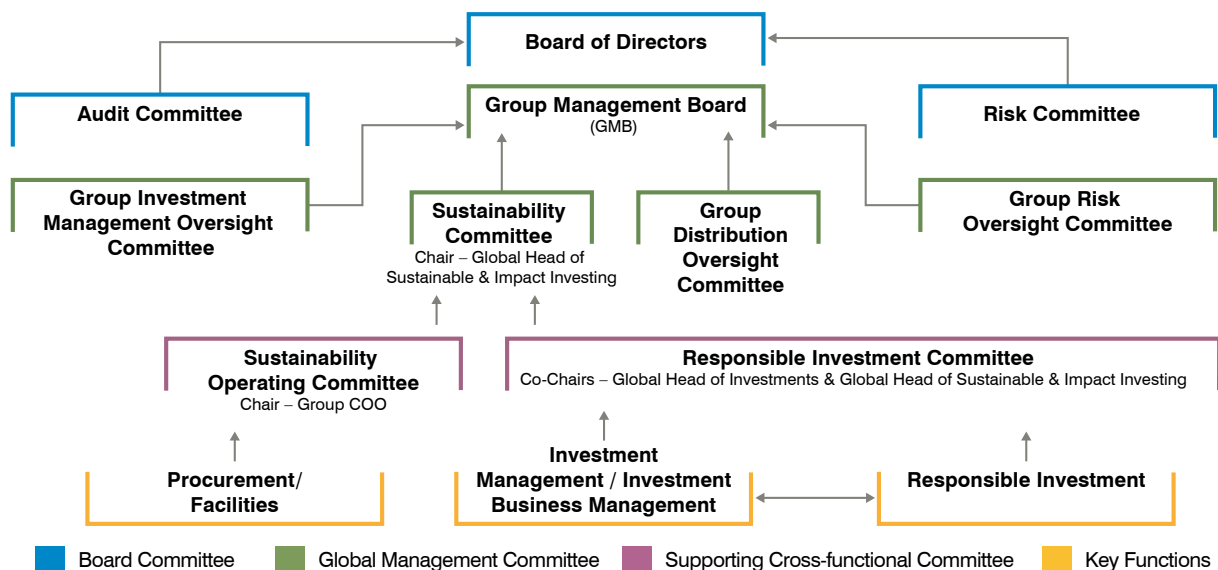 Board of Directors
Audit Committee
Group Management Board
(GMB)
Risk Committee
Group Investment
Management Oversight
Committee
Sustainability
Committee
Chair – Global Head of
Sustainable & Impact Investing
Group
Distribution
Oversight
Committee
Group Risk
Oversight Committee
Sustainability
Operating Committee
Chair – Group COO
Responsible Investment Committee
Co-Chairs – Global Head of Investments & Global Head of Sustainable & Impact Investing
Procurement/
Facilities
Investment
Management / Investment
Business Management
Responsible Investment
Board Committee
Global Management Committee
Supporting Cross-functional Committee
Key Functions